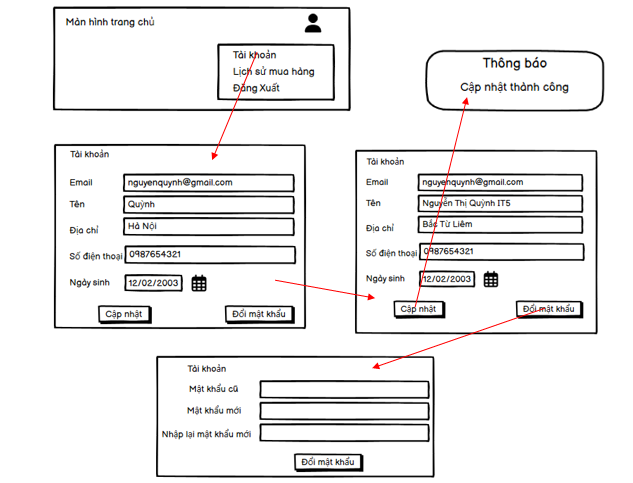 Màn hình trang chủ
Tài khoản
Lịch sử mua hàng
Đăng Xuất
Thông báo
Cập nhật thành công
Tài khoản
Email nguyenquynh@gmail.com
Tên Quỳnh
Địa chỉ Hà Nội
Số điện thoại 0987654321
Ngày sinh 12/02/2003
Cập nhật Đổi mật khẩu
Tài khoản
Email nguyenquynh@gmail.com
Tên Nguyễn Thị Quỳnh IT5
Địa chỉ Bắc Từ Liêm
Số điện thoại 0987654321
Ngày sinh 12/02/2003
Cập nhật Đổi mật khẩu
Tài khoản
Mật khẩu cũ
Mật khẩu mới
Nhập lại mật khẩu mới
Đổi mật khẩu